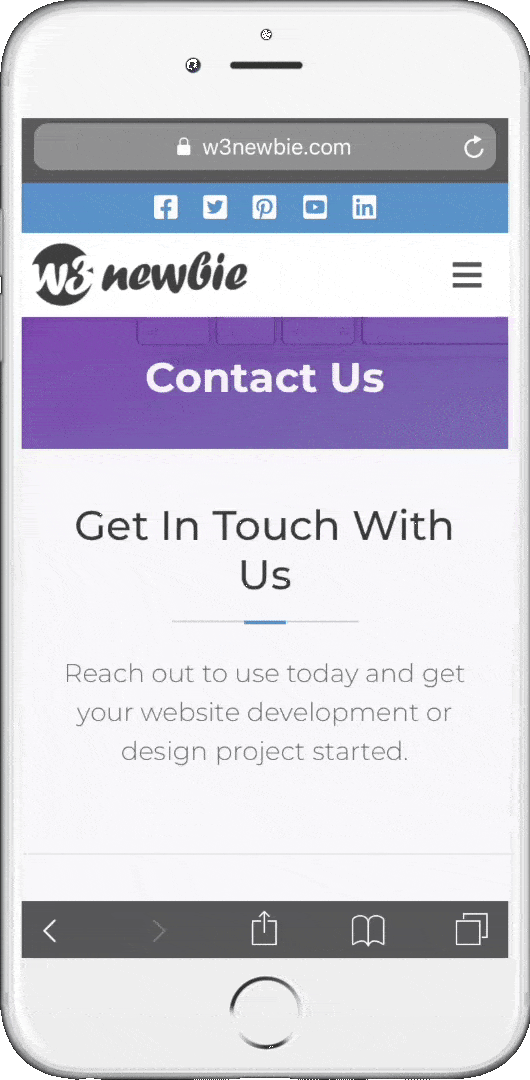 w3newbie.com
W3 newbie
Contact Us
Get In Touch With
Us
Reach out to use today and get
your website development or
design project started.